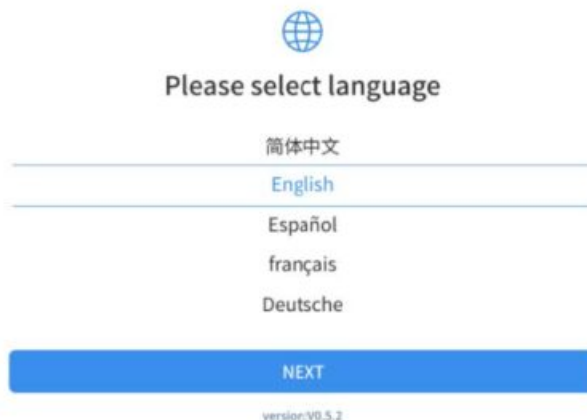 Please select language
简体中文
English
Español
français
Deutsche
NEXT
version:V0.5.2